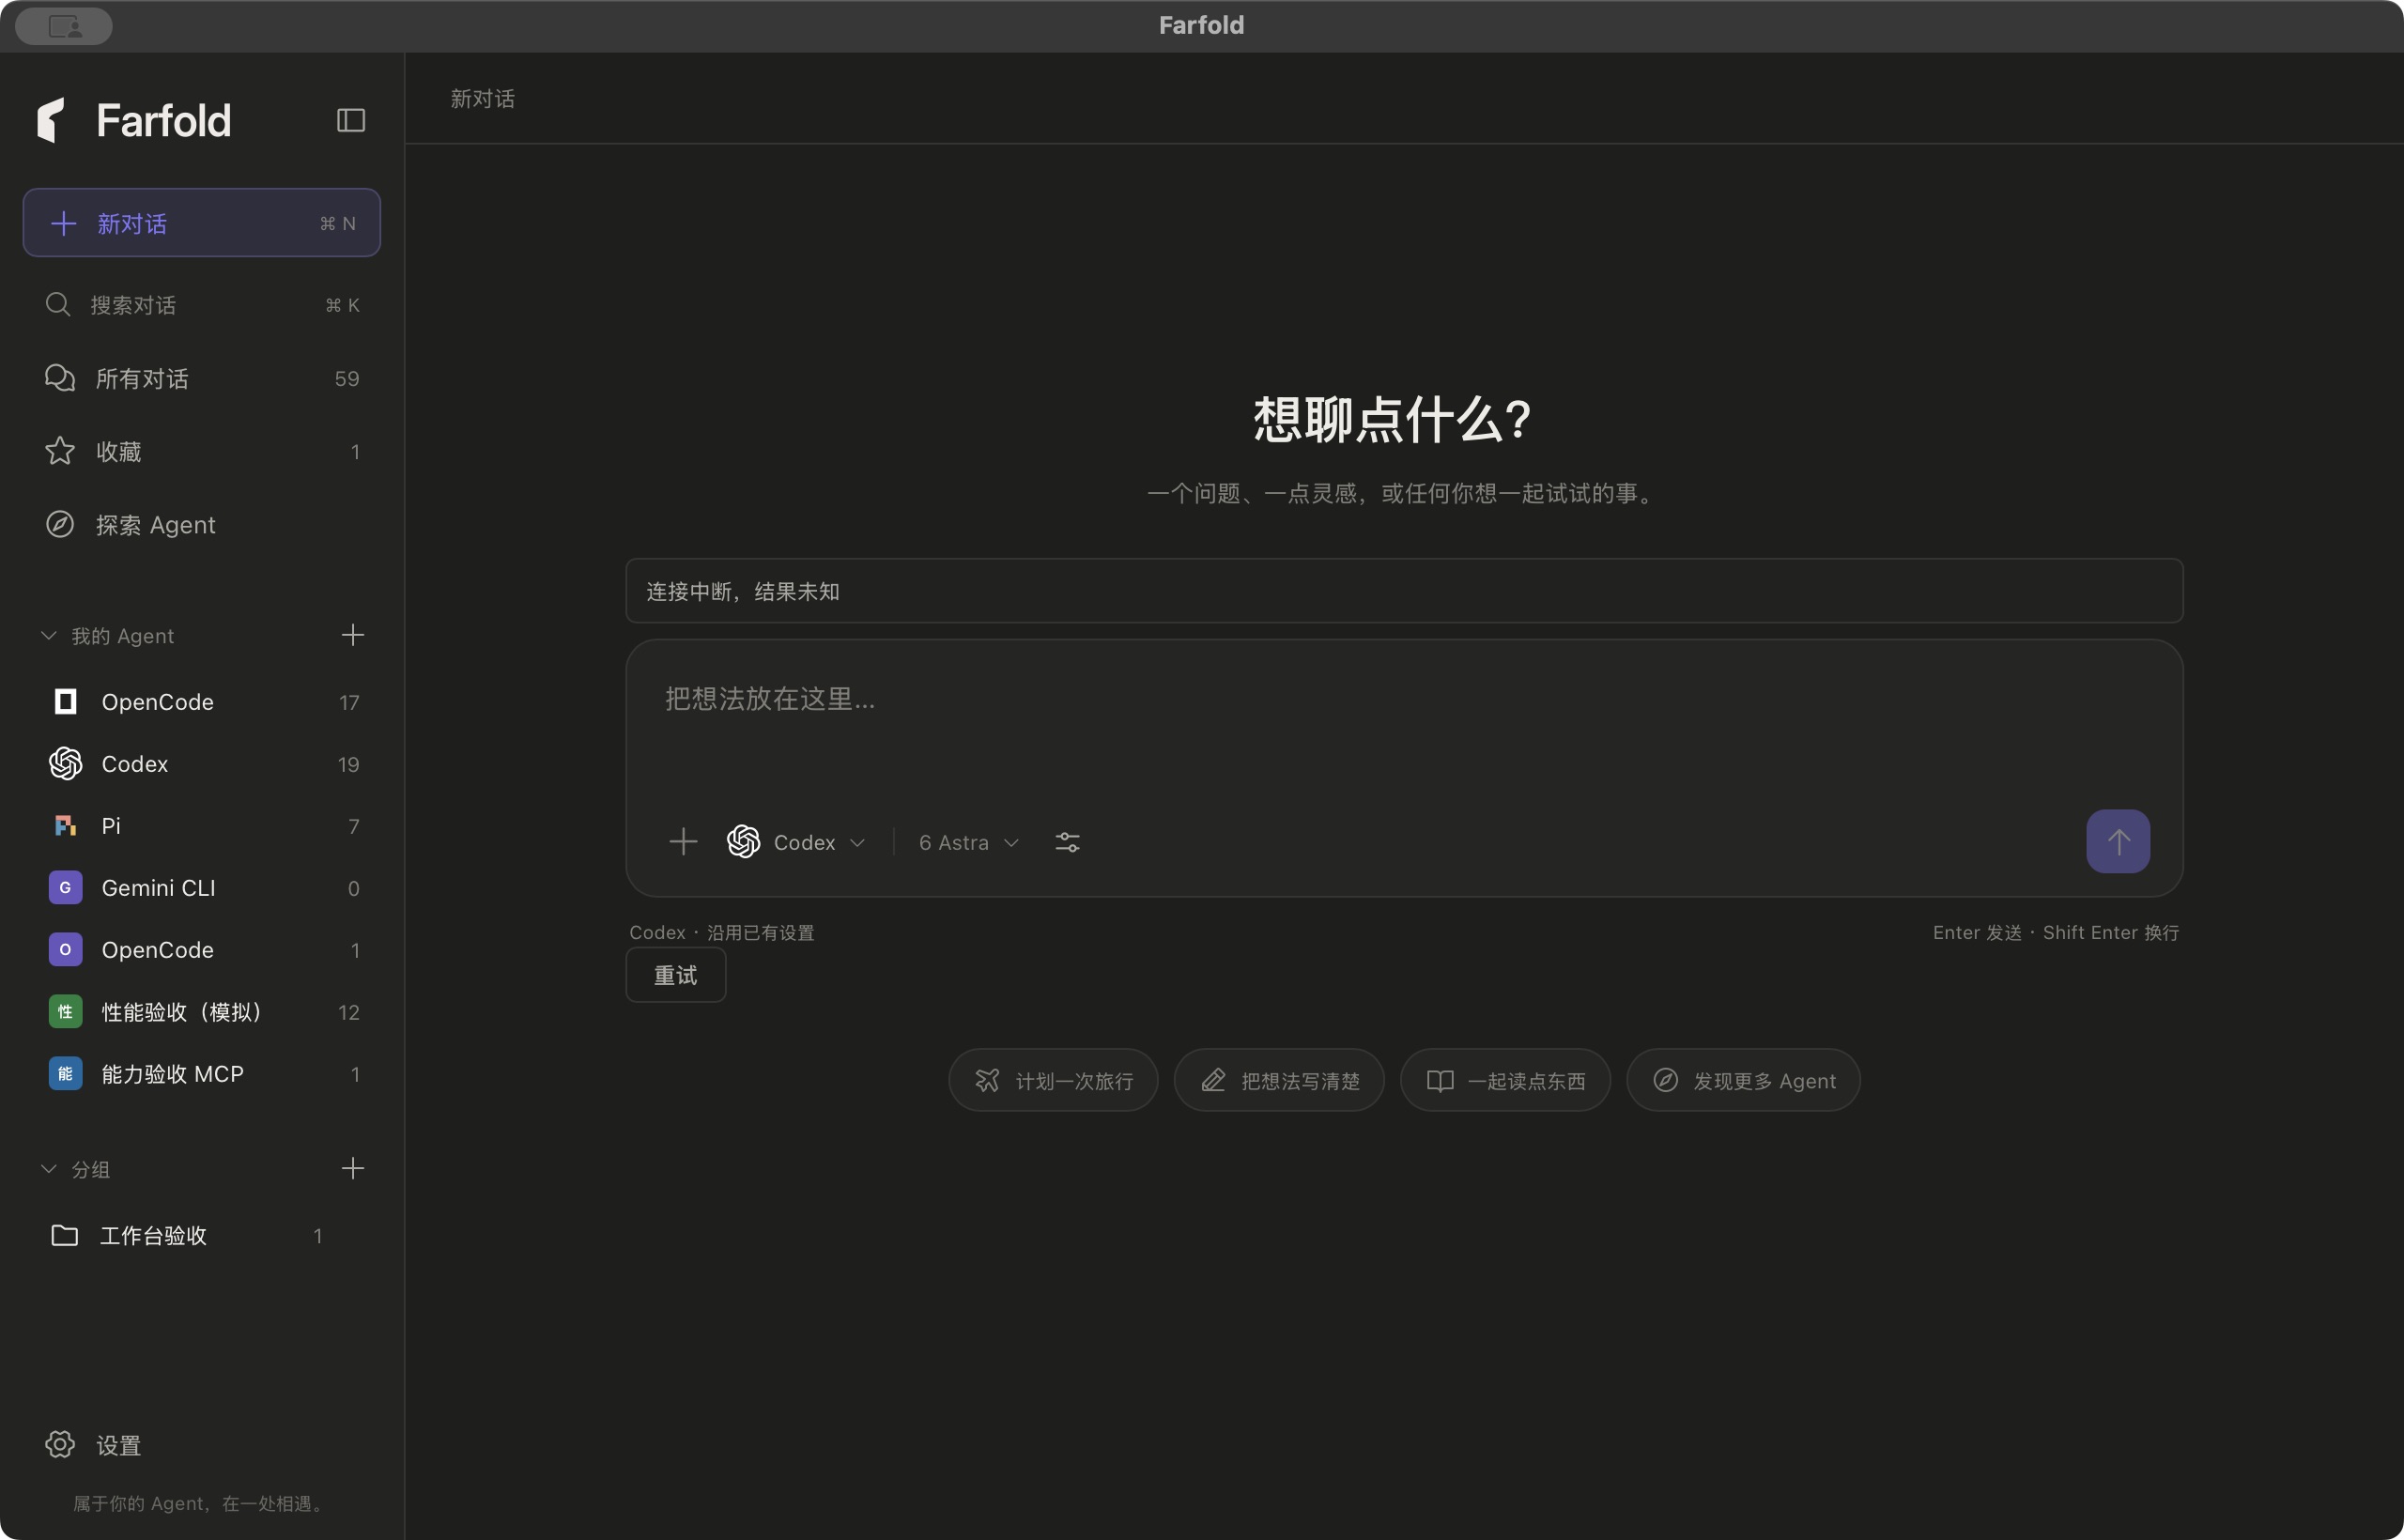 Farfold
Farfold
新对话 ⌘ N
搜索对话 ⌘ K
所有对话 59
收藏 1
探索 Agent
我的 Agent
OpenCode 17
Codex 19
Pi 7
G Gemini CLI 0
O OpenCode 1
性 性能验收（模拟） 12
能 能力验收 MCP 1
分组
工作台验收 1
设置
属于你的 Agent，在一处相遇。
新对话
想聊点什么？
一个问题、一点灵感，或任何你想一起试试的事。
连接中断，结果未知
把想法放在这里...
Codex 6 Astra
Codex · 沿用已有设置 Enter 发送 · Shift Enter 换行
重试
计划一次旅行 把想法写清楚 一起读点东西 发现更多 Agent